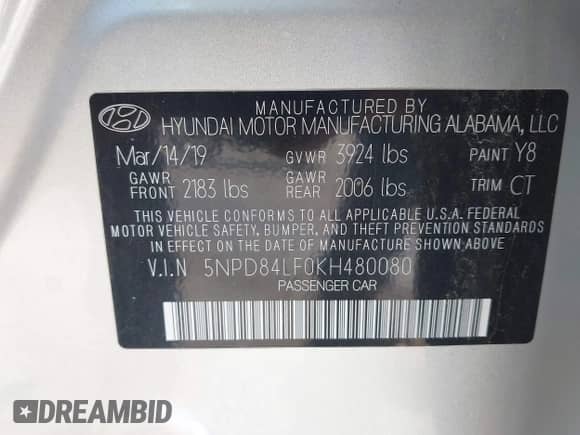 MANUFACTURED BY
HYUNDAI MOTOR MANUFACTURING ALABAMA, LLC
Mar/14/19 GVWR 3924 lbs PAINT Y8
GAWR FRONT 2183 lbs GAWR REAR 2006 lbs TRIM CT
THIS VEHICLE CONFORMS TO ALL APPLICABLE U.S.A. FEDERAL
MOTOR VEHICLE SAFETY, BUMPER, AND THEFT PREVENTION STANDARDS
IN EFFECT ON THE DATE OF MANUFACTURE SHOWN ABOVE.
V.I.N 5NPD84LF0KH480080
PASSENGER CAR
DREAMBID